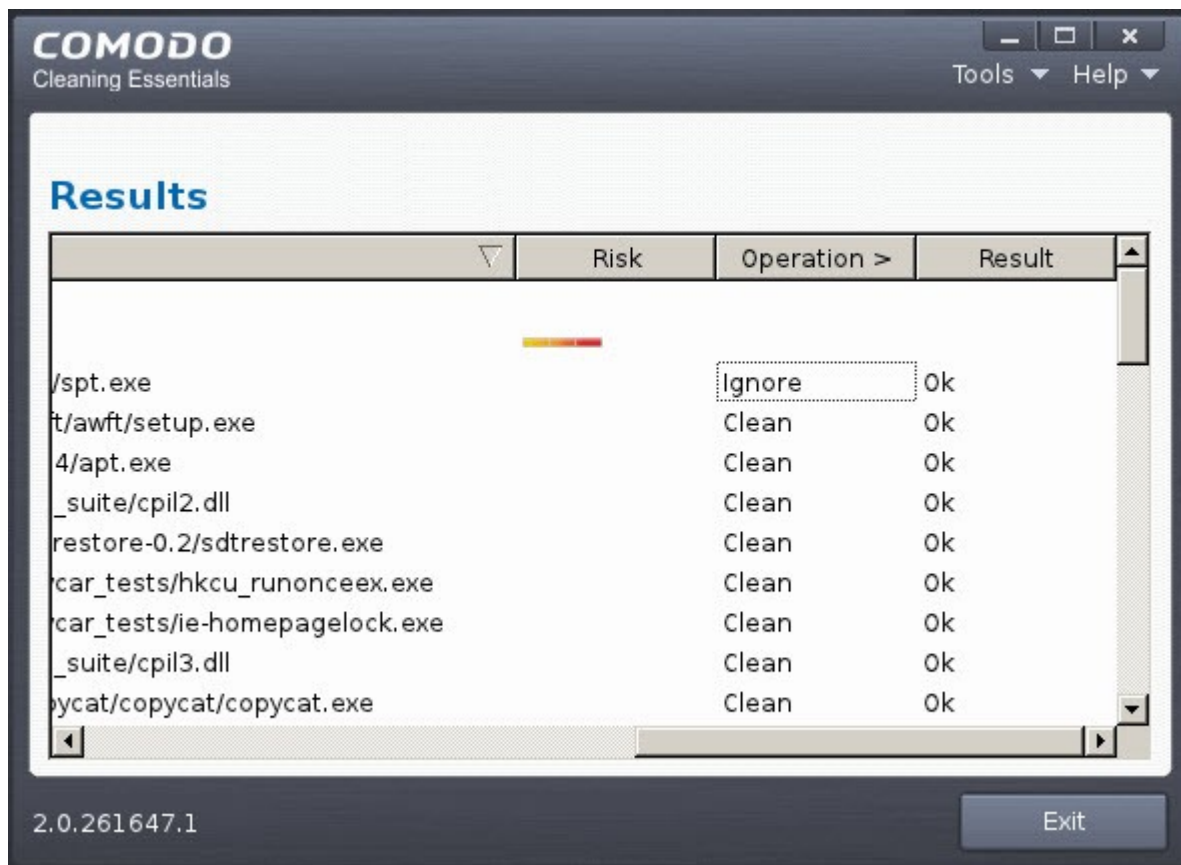 COMODO
Cleaning Essentials
Tools Help
Results
Risk Operation > Result
/spt.exe Ignore Ok
t/awft/setup.exe Clean Ok
4/apt.exe Clean Ok
_suite/cpil2.dll Clean Ok
restore-0.2/sdtrestore.exe Clean Ok
car_tests/hkcu_runonceex.exe Clean Ok
car_tests/ie-homepagelock.exe Clean Ok
_suite/cpil3.dll Clean Ok
ycat/copycat/copycat.exe Clean Ok
2.0.261647.1
Exit